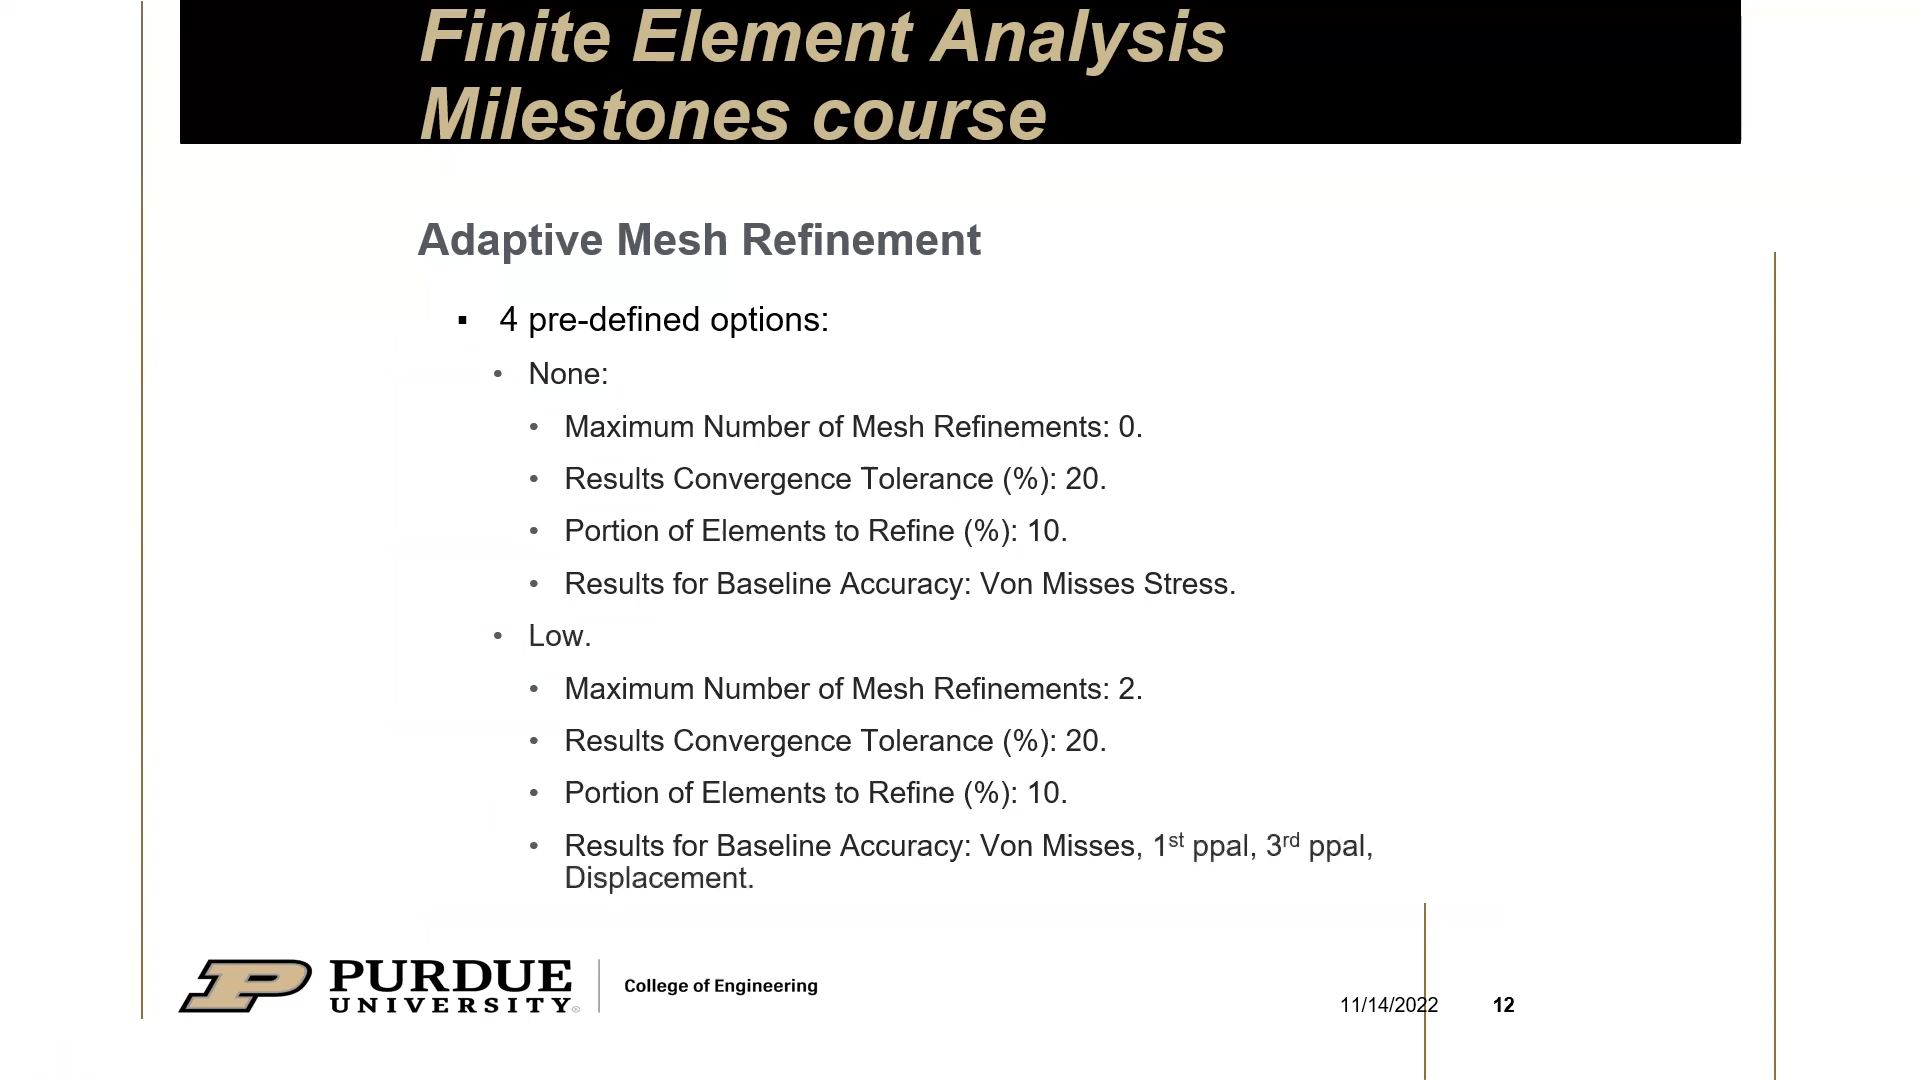 Finite Element Analysis
Milestones course
Adaptive Mesh Refinement
▪ 4 pre-defined options:
• None:
• Maximum Number of Mesh Refinements: 0.
• Results Convergence Tolerance (%): 20.
• Portion of Elements to Refine (%): 10.
• Results for Baseline Accuracy: Von Misses Stress.
• Low.
• Maximum Number of Mesh Refinements: 2.
• Results Convergence Tolerance (%): 20.
• Portion of Elements to Refine (%): 10.
• Results for Baseline Accuracy: Von Misses, 1st ppal, 3rd ppal,
Displacement.
P
PURDUE
UNIVERSITY®
College of Engineering
11/14/2022 12